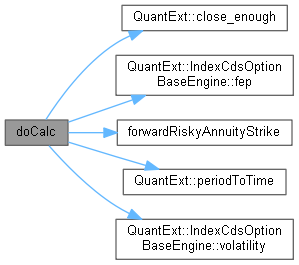 doCalc
QuantExt::close_enough
QuantExt::IndexCdsOption
BaseEngine::fep
forwardRiskyAnnuityStrike
QuantExt::periodToTime
QuantExt::IndexCdsOption
BaseEngine::volatility